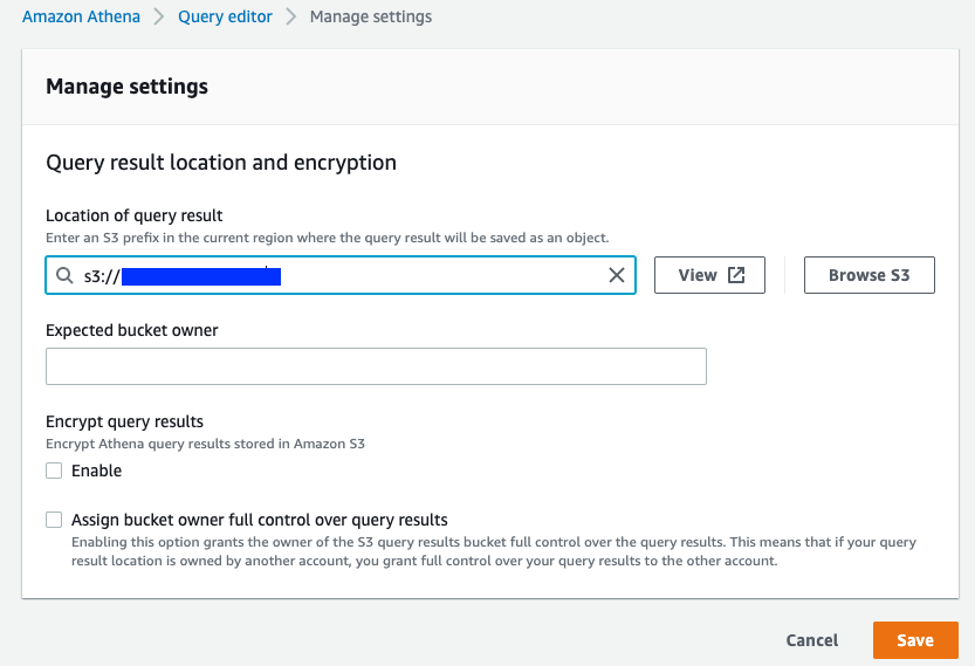 Amazon Athena > Query editor > Manage settings
Manage settings
Query result location and encryption
Location of query result
Enter an S3 prefix in the current region where the query result will be saved as an object.
s3://
View
Browse S3
Expected bucket owner
Encrypt query results
Encrypt Athena query results stored in Amazon S3
Enable
Assign bucket owner full control over query results
Enabling this option grants the owner of the S3 query results bucket full control over the query results. This means that if your query
result location is owned by another account, you grant full control over your query results to the other account.
Cancel
Save